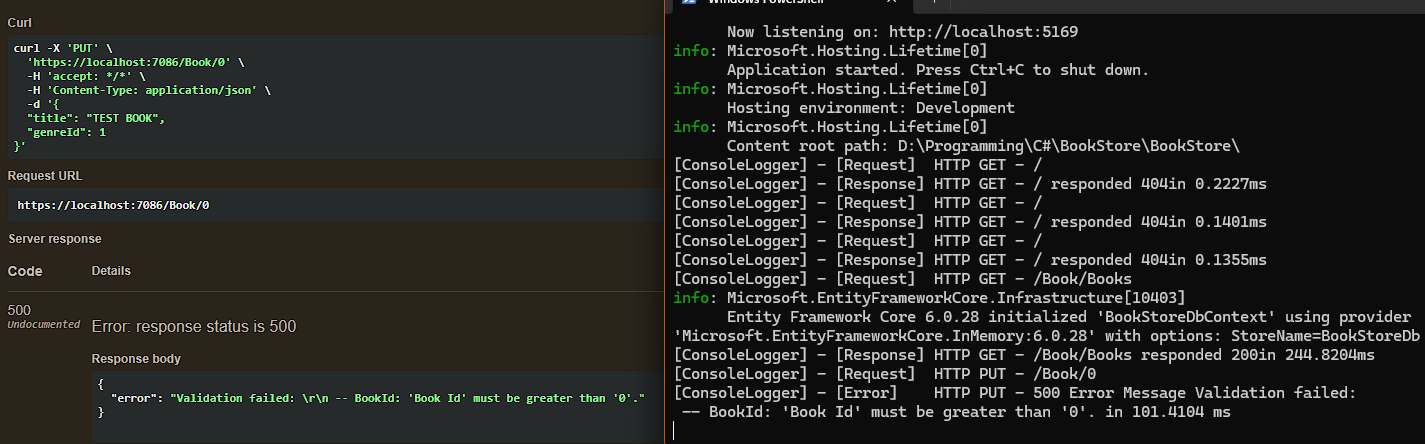 Curl
curl -X 'PUT' \
'https://localhost:7086/Book/0' \
-H 'accept: */*' \
-H 'Content-Type: application/json' \
-d '{
"title": "TEST BOOK",
"genreId": 1
}'
Request URL
https://localhost:7086/Book/0
Server response
Code Details
500
Undocumented
Error: response status is 500
Response body
{
"error": "Validation failed: \r\n -- BookId: 'Book Id' must be greater than '0'."
}
Windows PowerShell
Now listening on: http://localhost:5169
info: Microsoft.Hosting.Lifetime[0]
Application started. Press Ctrl+C to shut down.
info: Microsoft.Hosting.Lifetime[0]
Hosting environment: Development
info: Microsoft.Hosting.Lifetime[0]
Content root path: D:\Programming\C#\BookStore\BookStore\
[ConsoleLogger] - [Request]  HTTP GET - /
[ConsoleLogger] - [Response] HTTP GET - / responded 404in 0.2227ms
[ConsoleLogger] - [Request]  HTTP GET - /
[ConsoleLogger] - [Response] HTTP GET - / responded 404in 0.1401ms
[ConsoleLogger] - [Request]  HTTP GET - /
[ConsoleLogger] - [Response] HTTP GET - / responded 404in 0.1355ms
[ConsoleLogger] - [Request]  HTTP GET - /Book/Books
info: Microsoft.EntityFrameworkCore.Infrastructure[10403]
Entity Framework Core 6.0.28 initialized 'BookStoreDbContext' using provider
'Microsoft.EntityFrameworkCore.InMemory:6.0.28' with options: StoreName=BookStoreDb
[ConsoleLogger] - [Response] HTTP GET - /Book/Books responded 200in 244.8204ms
[ConsoleLogger] - [Request]  HTTP PUT - /Book/0
[ConsoleLogger] - [Error]    HTTP PUT - 500 Error Message Validation failed:
-- BookId: 'Book Id' must be greater than '0'. in 101.4104 ms